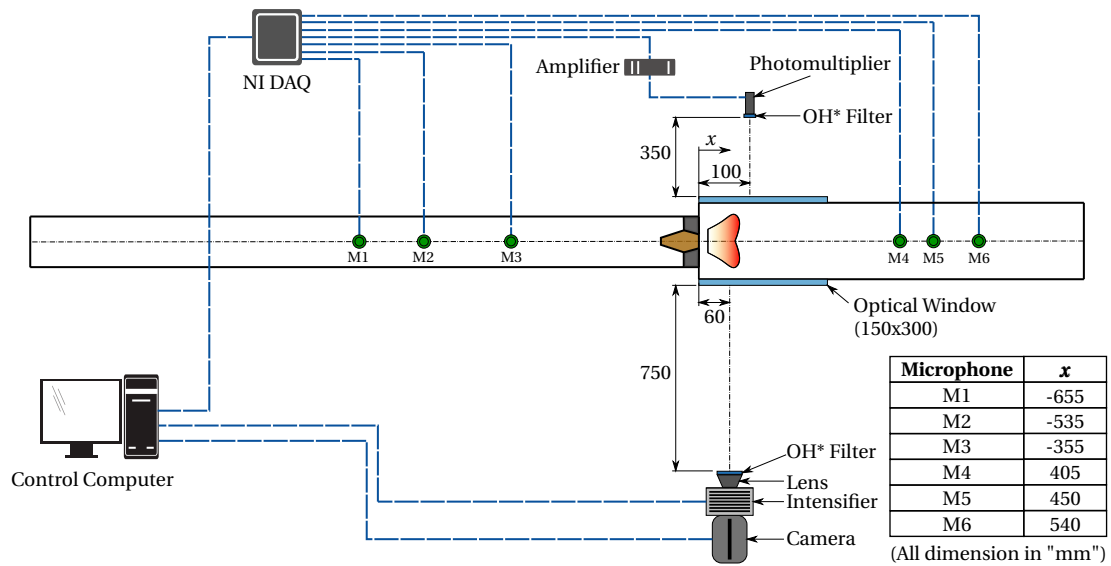 NI DAQ
Amplifier
Photomultiplier
OH* Filter
350
x
100
M1
M2
M3
M4
M5
M6
60
Optical Window
(150x300)
750
Control Computer
OH* Filter
Lens
Intensifier
Camera
Microphone x
M1 -655
M2 -535
M3 -355
M4 405
M5 450
M6 540
(All dimension in "mm")